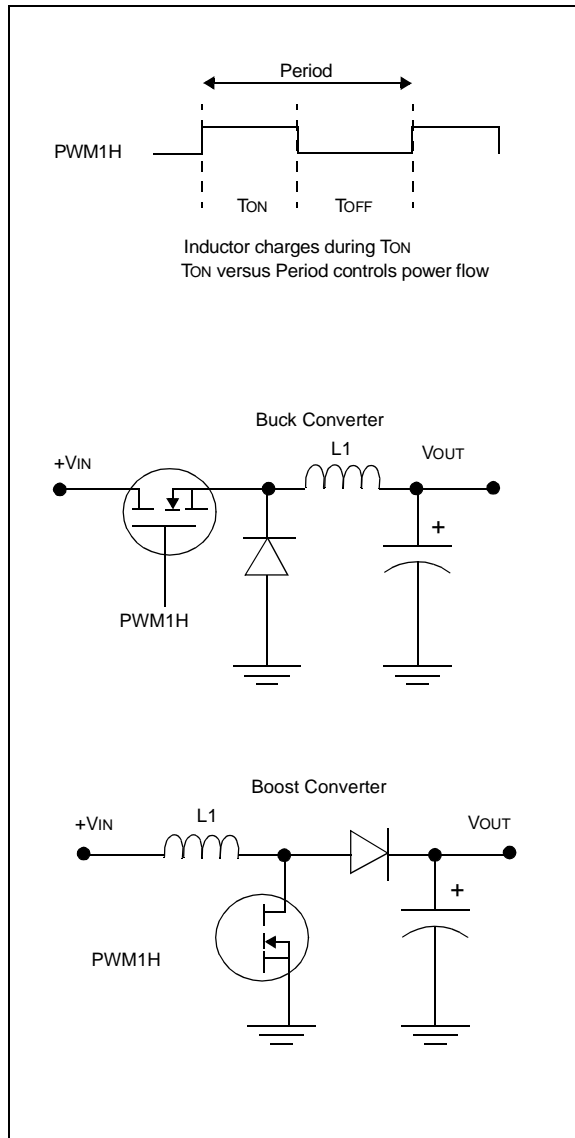 Period
PWM1H
TON TOFF
Inductor charges during TON
TON versus Period controls power flow
Buck Converter
+VIN L1 VOUT
+
PWM1H
Boost Converter
+VIN L1 VOUT
+
PWM1H